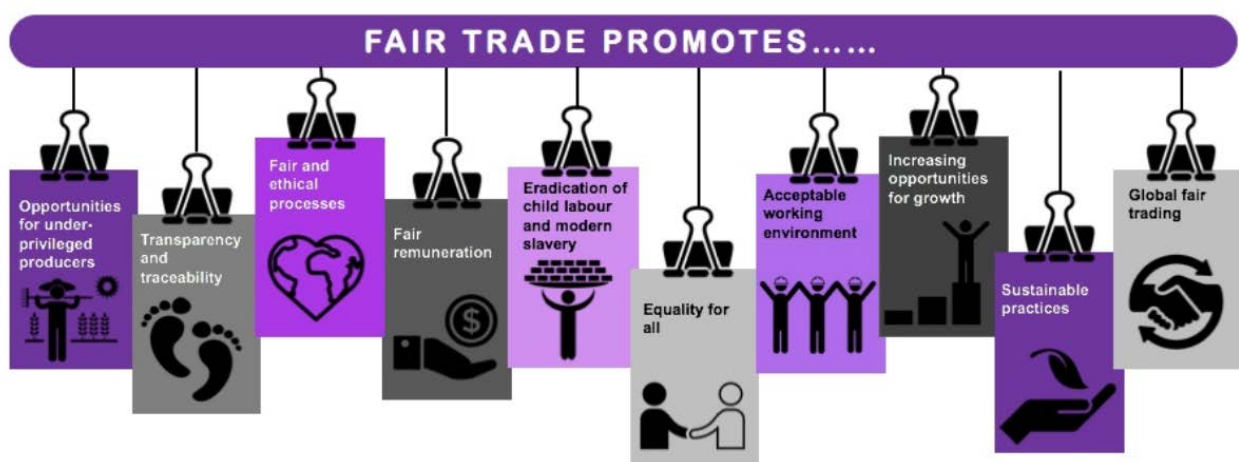 FAIR TRADE PROMOTES......
Opportunities
for under-
privileged
producers
Transparency
and
traceability
Fair and
ethical
processes
Fair
remuneration
$
Eradication of
child labour
and modern
slavery
Equality for
all
Acceptable
working
environment
Increasing
opportunities
for growth
Sustainable
practices
Global fair
trading